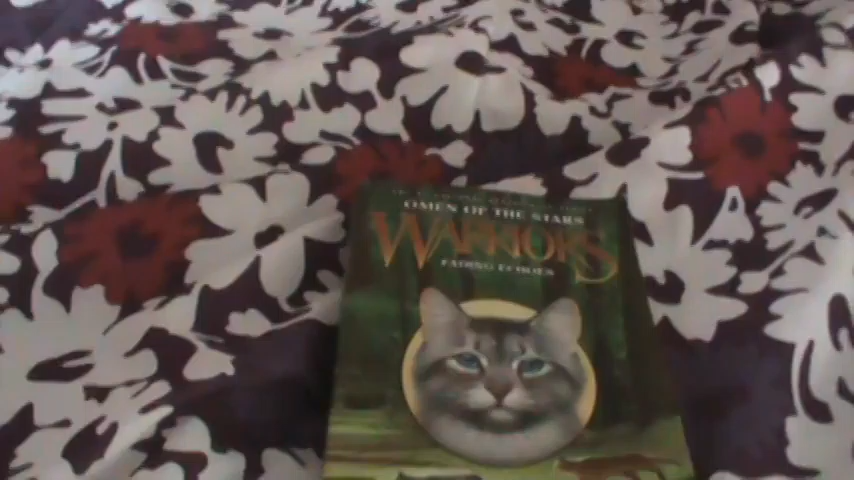 OMEN OF THE STARS
WARRIORS
FADING ECHOES